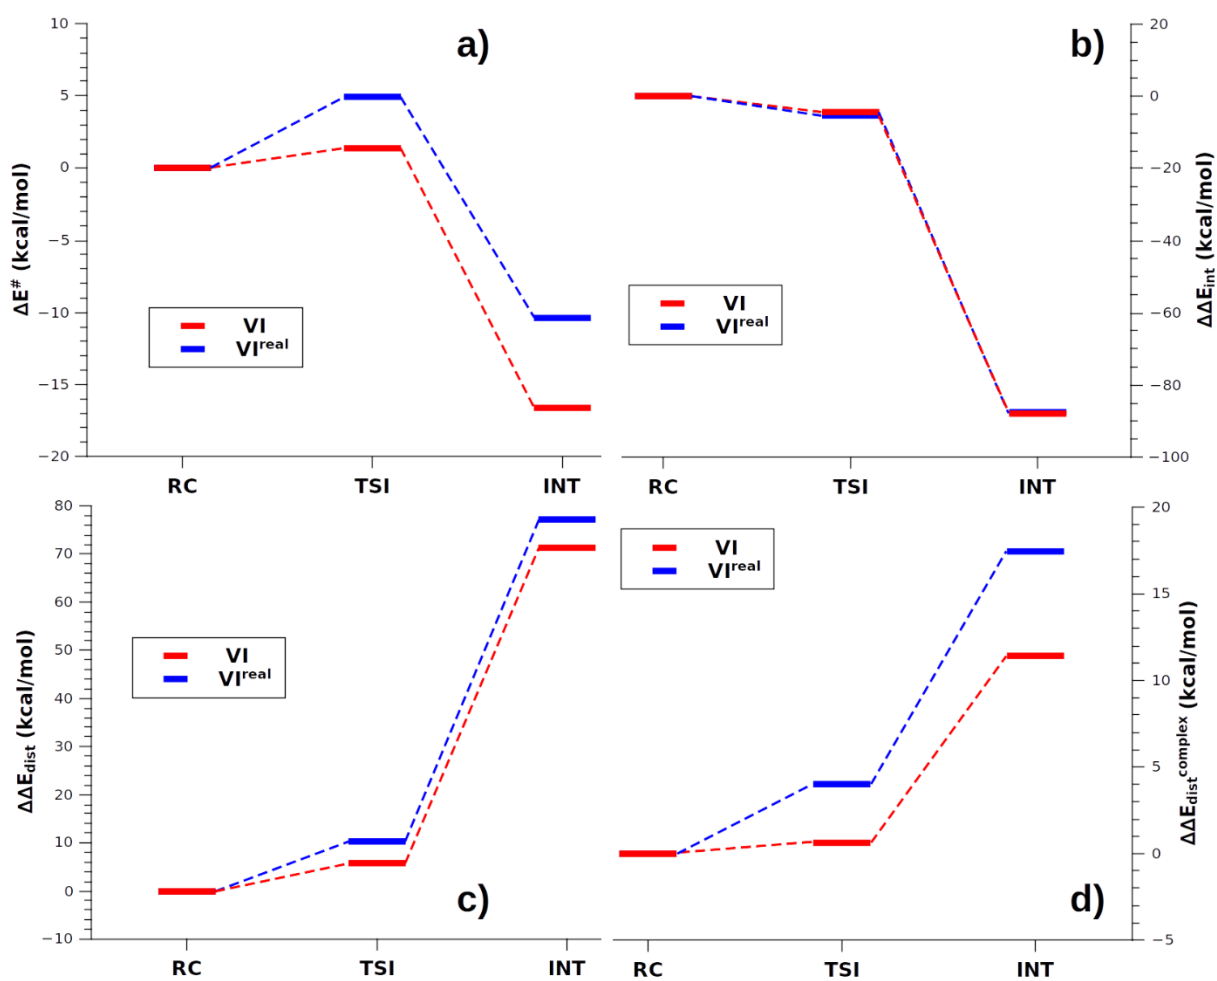 a)
10
5
0
−5
−10
−15
−20
ΔE# (kcal/mol)
VI
VIreal
RC
TSI
INT
b)
20
0
−20
−40
−60
−80
−100
ΔΔEint (kcal/mol)
VI
VIreal
RC
TSI
INT
c)
80
70
60
50
40
30
20
10
0
−10
ΔΔEdist (kcal/mol)
VI
VIreal
RC
TSI
INT
d)
20
15
10
5
0
−5
ΔΔEdistcomplex (kcal/mol)
VI
VIreal
RC
TSI
INT